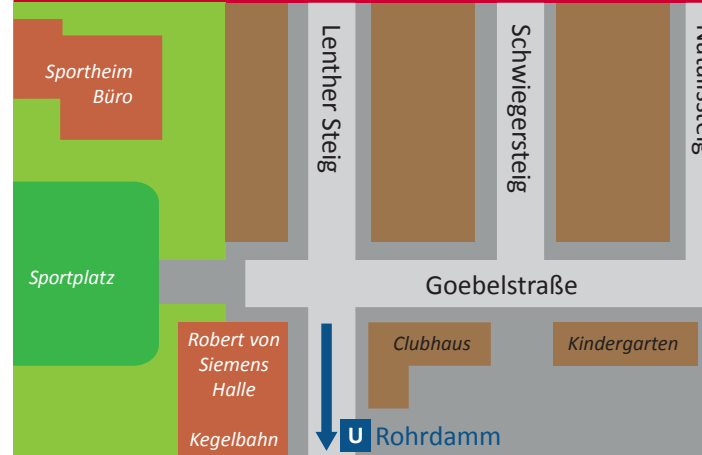 Sportheim
Büro
Lenther Steig
Schwiegersteig
Sportplatz
Goebelstraße
Robert von
Siemens
Halle
Kegelbahn
Clubhaus
Kindergarten
U Rohrdamm